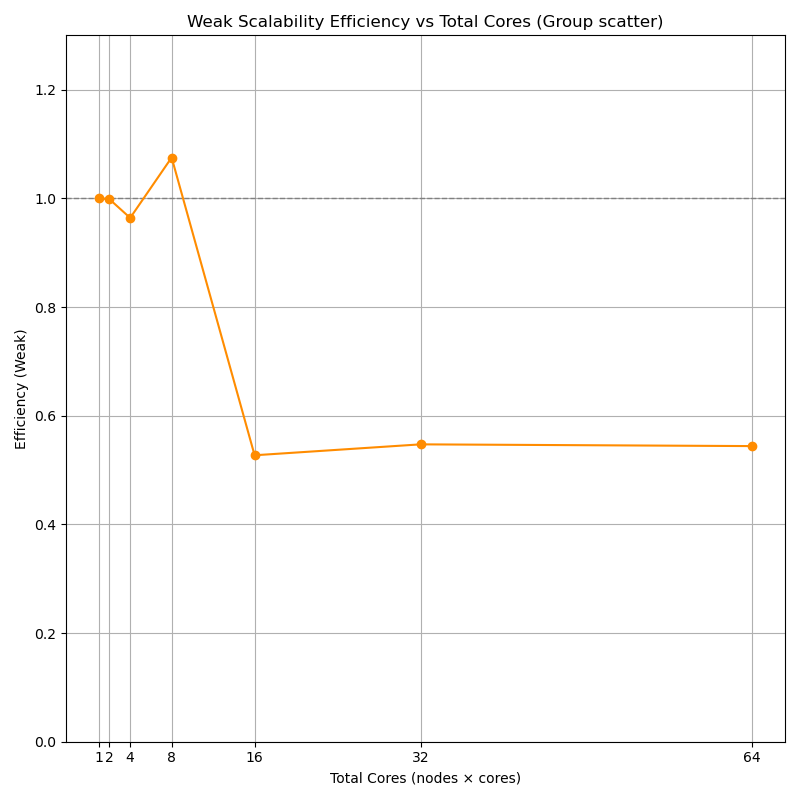 Weak Scalability Efficiency vs Total Cores (Group scatter)
1.2
1.0
0.8
0.6
0.4
0.2
0.0
Efficiency (Weak)
1 2 4 8 16 32 64
Total Cores (nodes × cores)